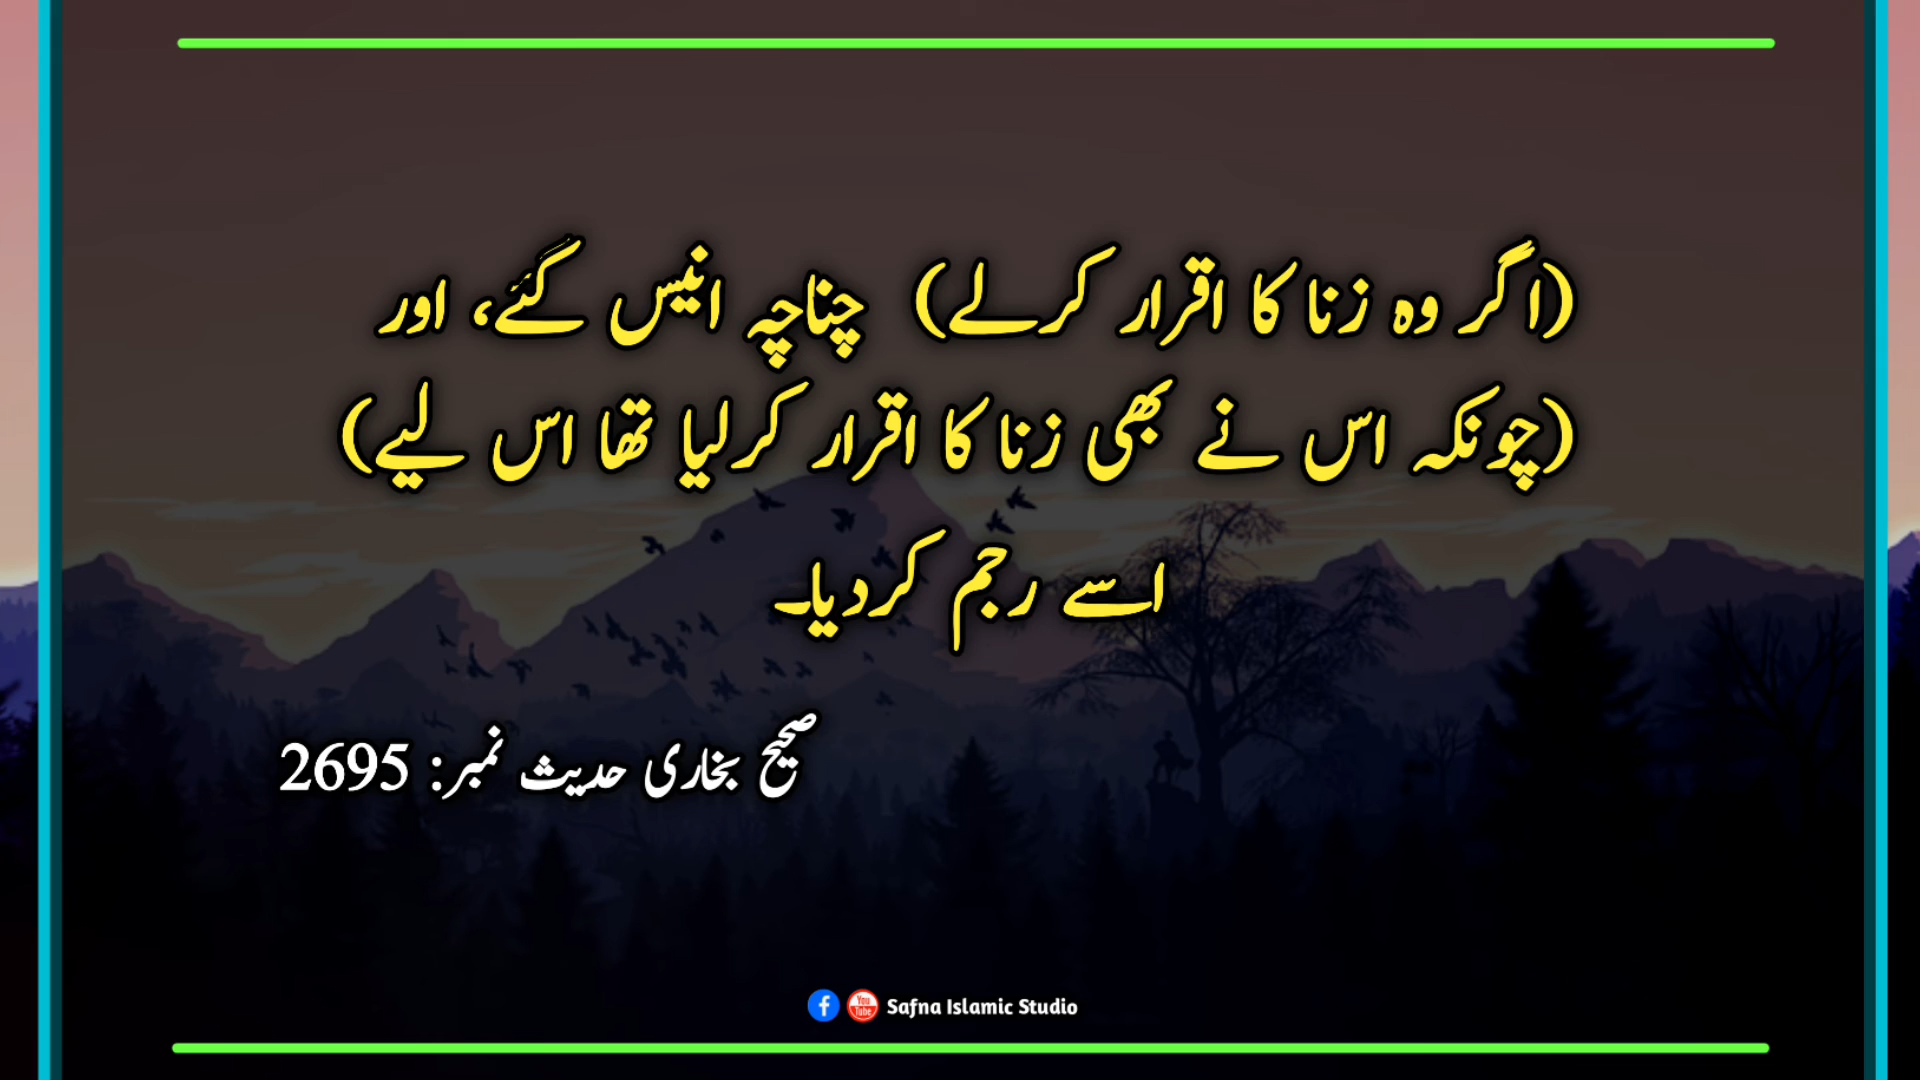 (اگر وہ زنا کا اقرار کرلے) چناچہ انیس گئے، اور
(چونکہ اس نے بھی زنا کا اقرار کرلیا تھا اس لیے)
اسے رجم کردیا۔
صحیح بخاری حدیث نمبر: 2695
Safna Islamic Studio